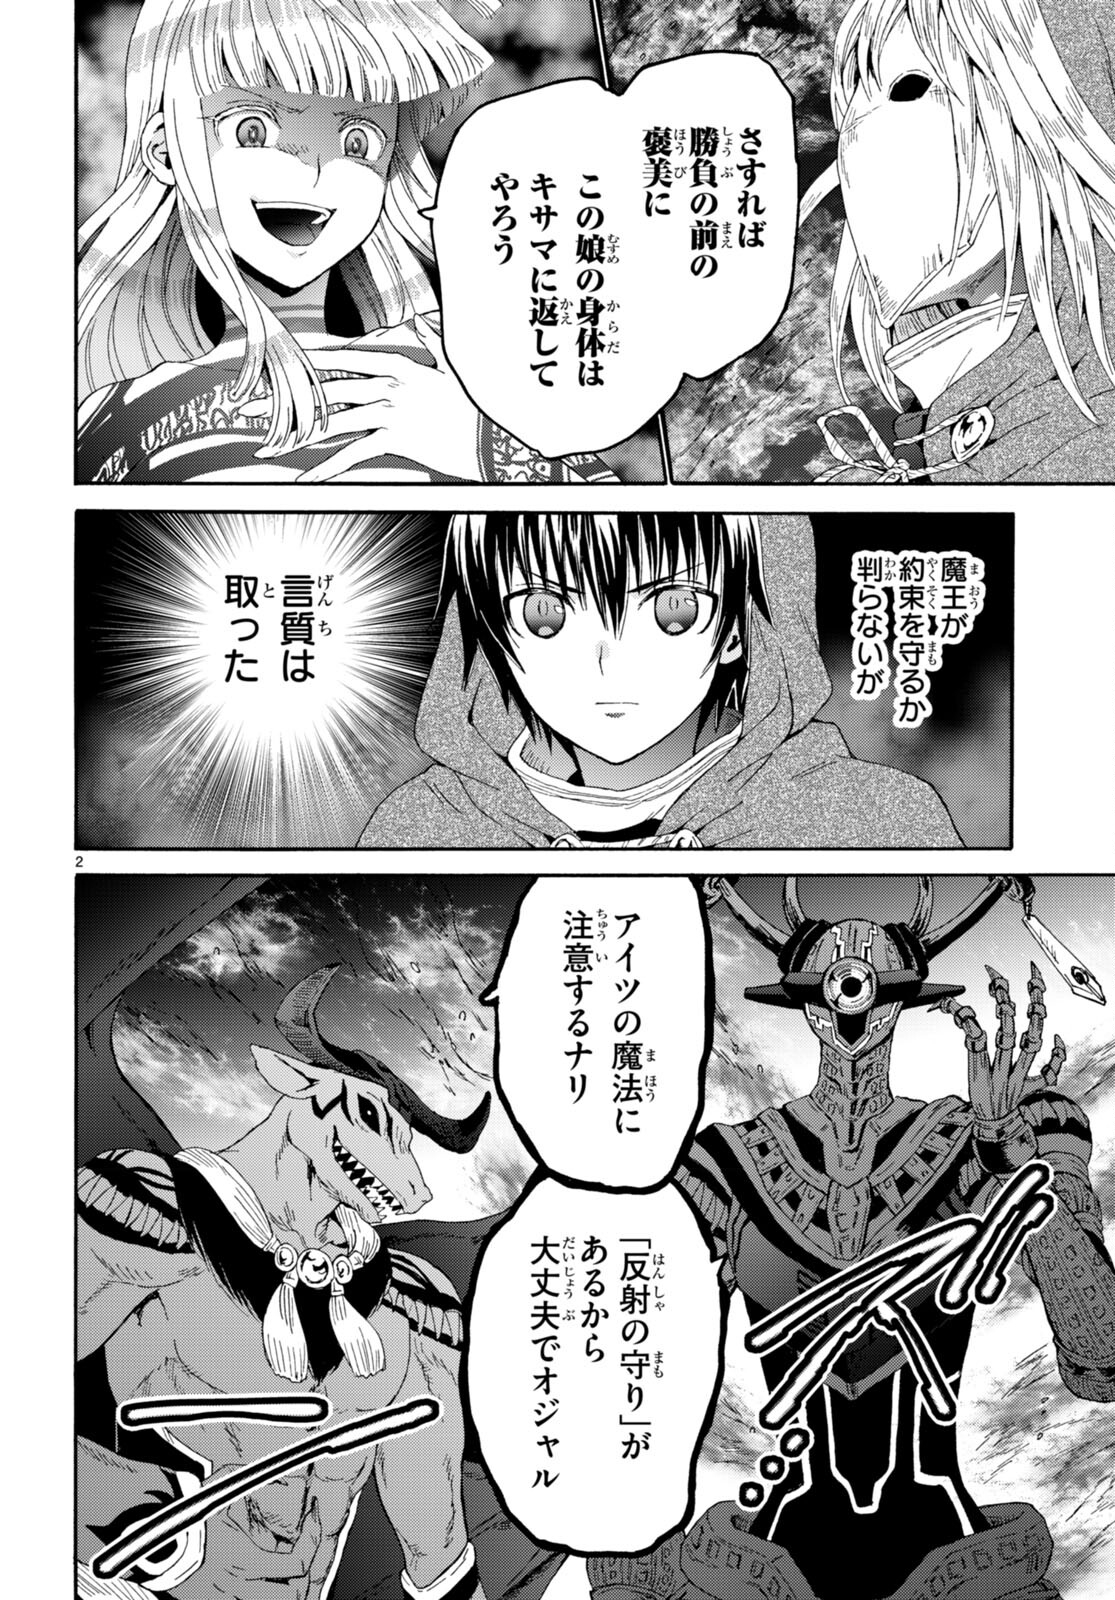 さすれば
勝負の前の
褒美に
この娘の身体は
キサマに返して
やろう
魔王が
約束を守るか
判らないが
言質は
取った
2
アイツの魔法に
注意するナリ
「反射の守り」が
あるから
大丈夫でオジャル